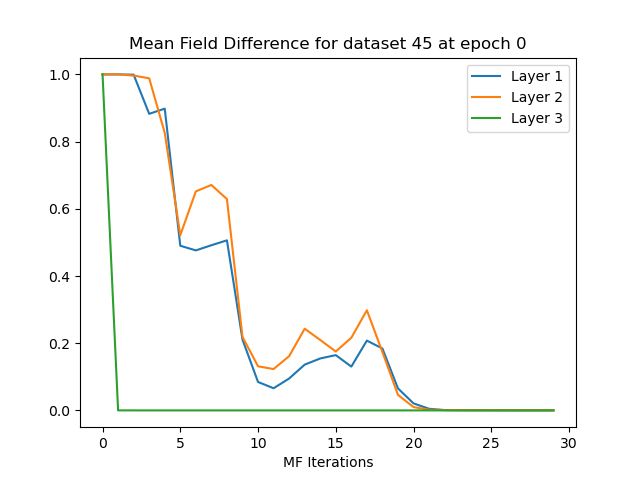 Mean Field Difference for dataset 45 at epoch 0
Layer 1
Layer 2
Layer 3
1.0
0.8
0.6
0.4
0.2
0.0
0 5 10 15 20 25 30
MF Iterations